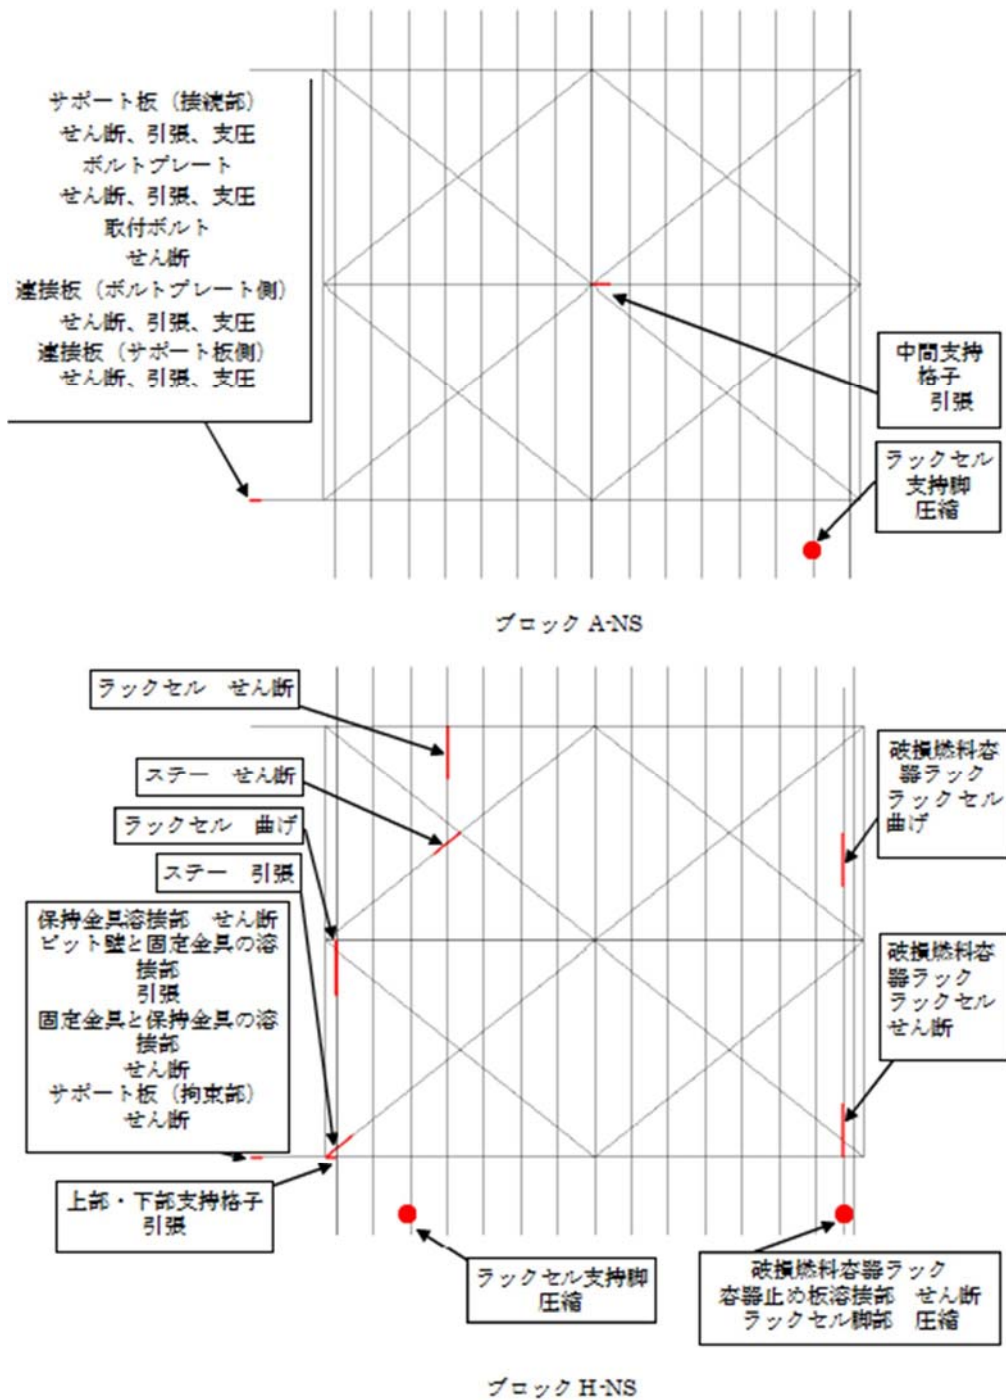 サポート板（接続部）
せん断、引張、支圧
ボルトプレート
せん断、引張、支圧
取付ボルト
せん断
連接板（ボルトプレート側）
せん断、引張、支圧
連接板（サポート板側）
せん断、引張、支圧
中間支持
格子
引張
ラックセル
支持脚
圧縮
ブロック A-NS
ラックセル　せん断
ステー　せん断
ラックセル　曲げ
ステー　引張
保持金具溶接部　せん断
ピット壁と固定金具の溶
接部
引張
固定金具と保持金具の溶
接部
せん断
サポート板（拘束部）
せん断
上部・下部支持格子
引張
破損燃料容
器ラック
ラックセル
曲げ
破損燃料容
器ラック
ラックセル
せん断
ラックセル支持脚
圧縮
破損燃料容器ラック
容器止め板溶接部　せん断
ラックセル脚部　圧縮
ブロック H-NS